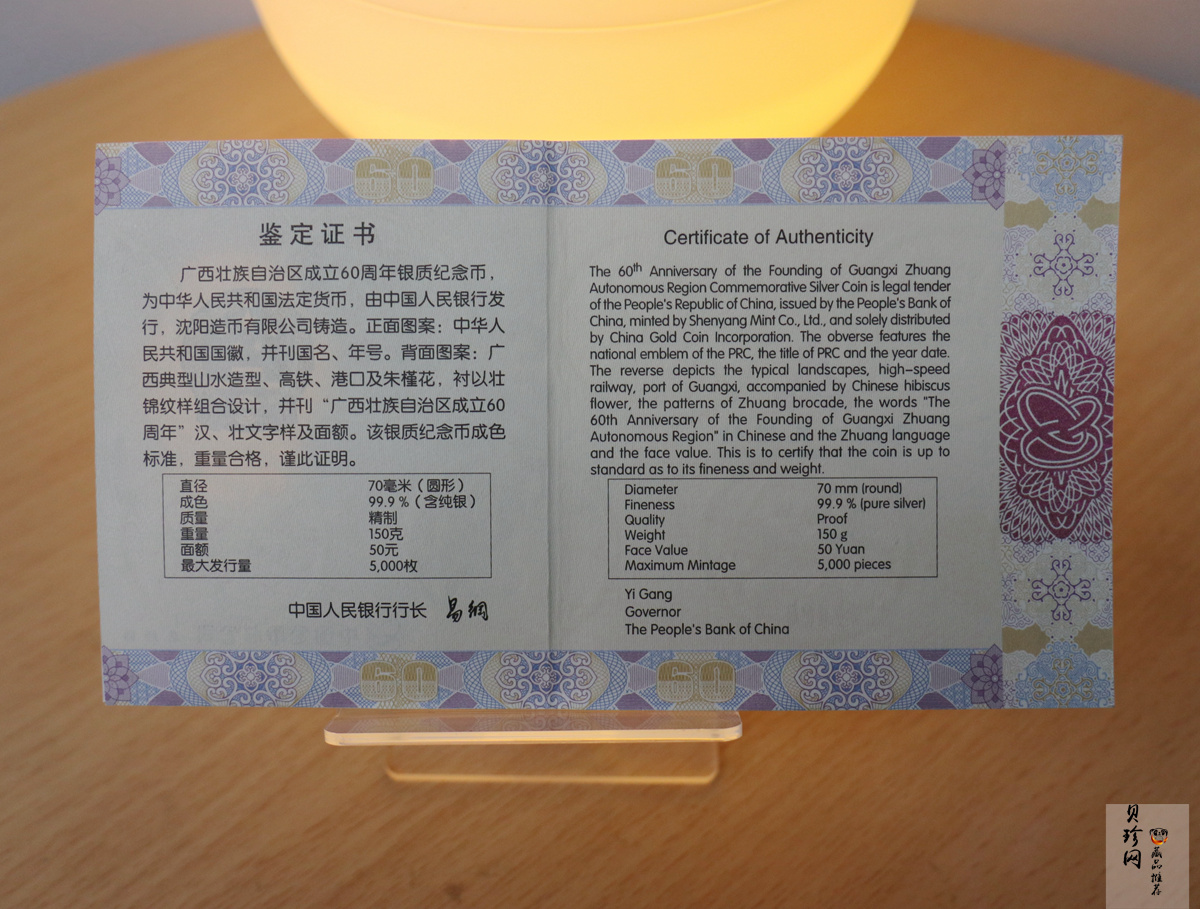 鉴定证书
广西壮族自治区成立60周年银质纪念币，
为中华人民共和国法定货币，由中国人民银行发
行，沈阳造币有限公司铸造。正面图案：中华人
民共和国国徽，并刊国名、年号。背面图案：广
西典型山水造型、高铁、港口及朱槿花，衬以壮
锦纹样组合设计，并刊“广西壮族自治区成立60
周年”汉、壮文字样及面额。该银质纪念币成色
标准，重量合格，谨此证明。
直径 70毫米（圆形）
成色 99.9％（含纯银）
质量 精制
重量 150克
面额 50元
最大发行量 5,000枚
中国人民银行行长 易纲
Certificate of Authenticity
The 60th Anniversary of the Founding of Guangxi Zhuang
Autonomous Region Commemorative Silver Coin is legal tender
of the People's Republic of China, issued by the People's Bank of
China, minted by Shenyang Mint Co., Ltd., and solely distributed
by China Gold Coin Incorporation. The obverse features the
national emblem of the PRC, the title of PRC and the year date.
The reverse depicts the typical landscapes, high-speed
railway, port of Guangxi, accompanied by Chinese hibiscus
flower, the patterns of Zhuang brocade, the words "The
60th Anniversary of the Founding of Guangxi Zhuang
Autonomous Region" in Chinese and the Zhuang language
and the face value. This is to certify that the coin is up to
standard as to its fineness and weight.
Diameter 70 mm (round)
Fineness 99.9 % (pure silver)
Quality Proof
Weight 150 g
Face Value 50 Yuan
Maximum Mintage 5,000 pieces
Yi Gang
Governor
The People's Bank of China
60
60
60
60
贝珍网
藏品推荐